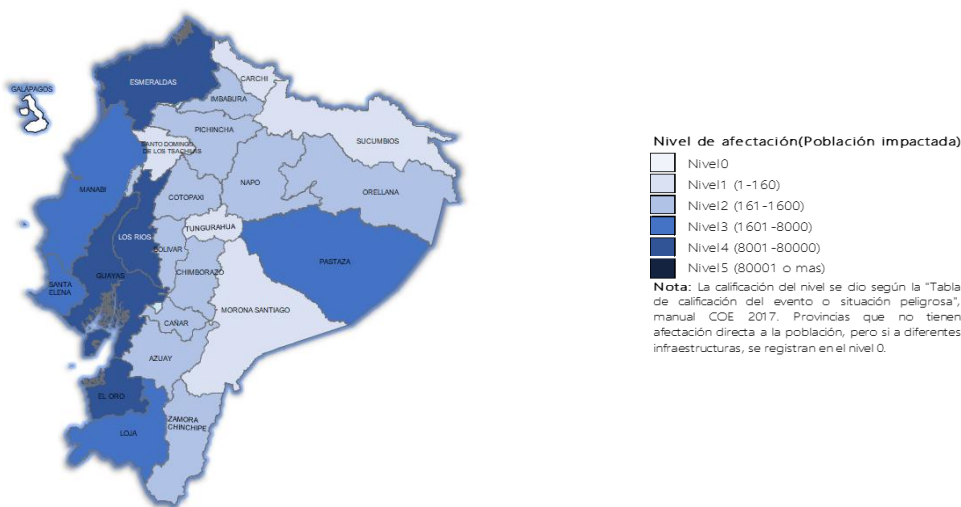 ESMERALDAS
CARCHI
GALÁPAGOS
IMBABURA
PICHINCHA
SUCUMBIOS
SANTO DOMINGO
DE LOS TSACHILAS
MANABI
NAPO
ORELLANA
COTOPAXI
LOS RIOS
TUNGURAHUA
BOLIVAR
PASTAZA
CHIMBORAZO
GUAYAS
SANTA
ELENA
MORONA SANTIAGO
CAÑAR
AZUAY
EL ORO
ZAMORA
CHINCHIPE
LOJA
Nivel de afectación(Población impactada)
Nivel0
Nivel1 (1-160)
Nivel2 (161-1600)
Nivel3 (1601-8000)
Nivel4 (8001-80000)
Nivel5 (80001 o mas)
Nota: La calificación del nivel se dio según la "Tabla
de calificación del evento o situación peligrosa",
manual COE 2017. Provincias que no tienen
afectación directa a la población, pero si a diferentes
infraestructuras, se registran en el nivel 0.